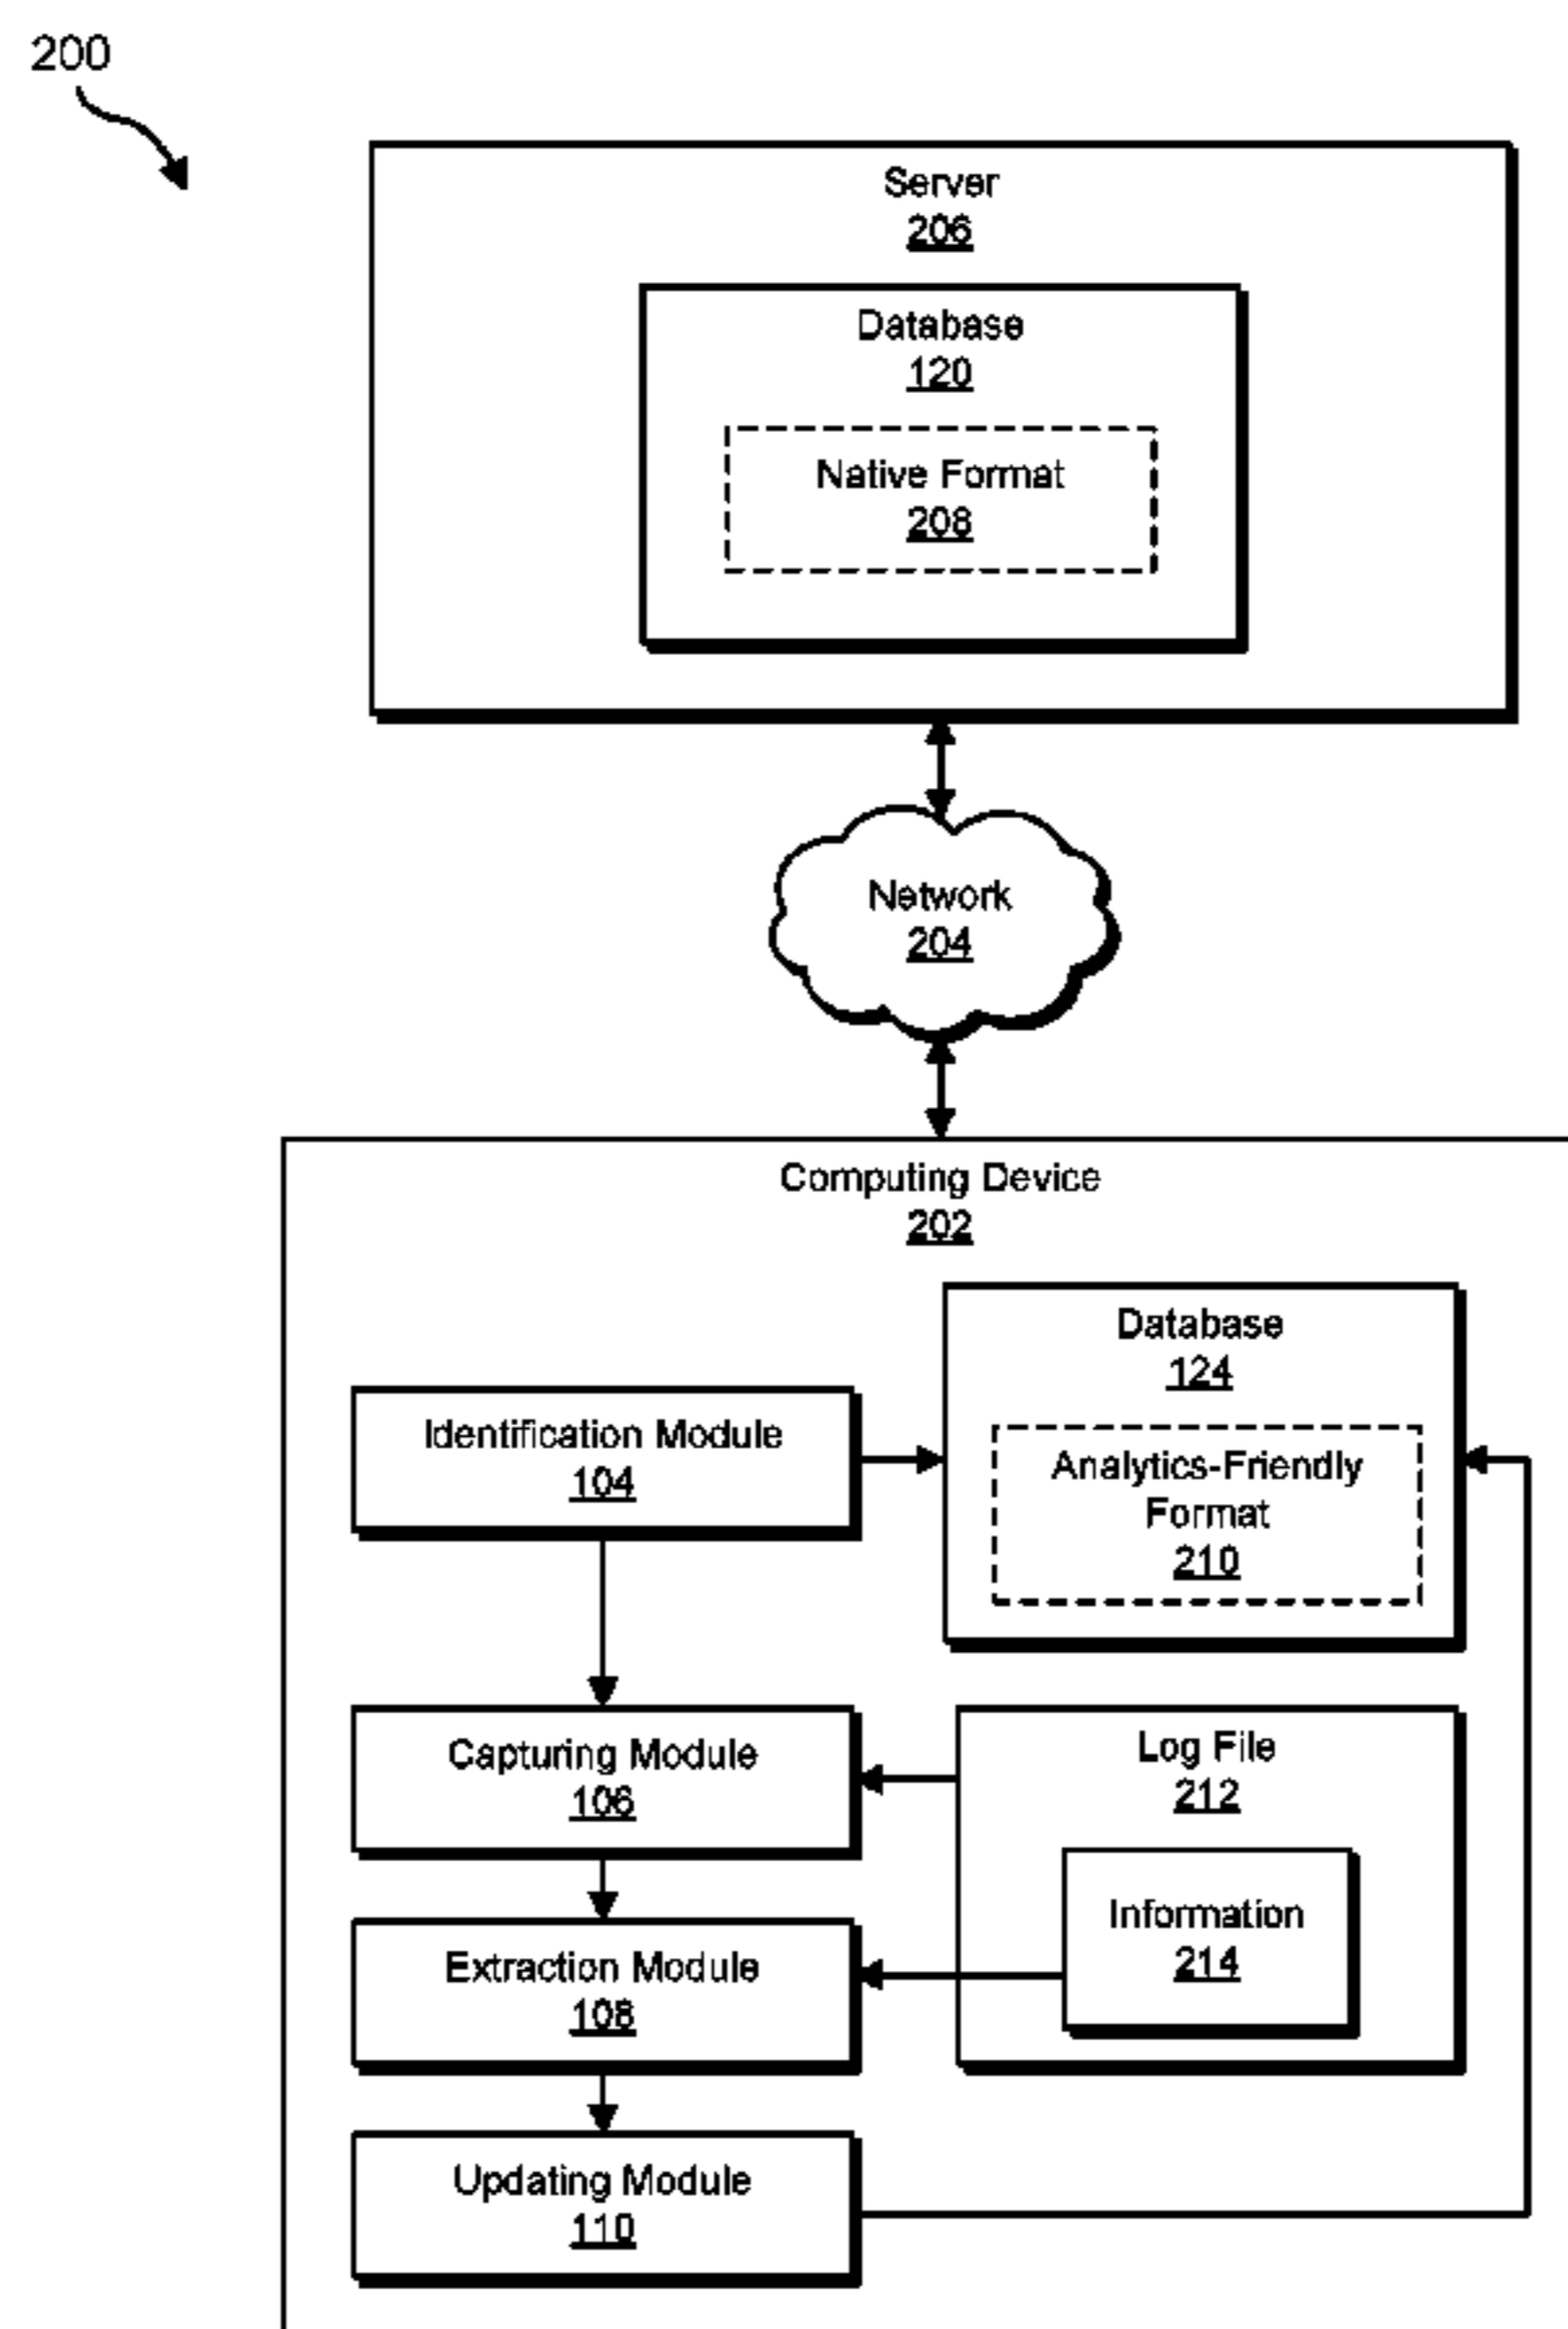 200
Server
206
Database
120
Native Format
208
Network
204
Computing Device
202
Database
124
Identification Module
104
Analytics-Friendly
Format
210
Capturing Module
106
Log File
212
Information
214
Extraction Module
108
Updating Module
110